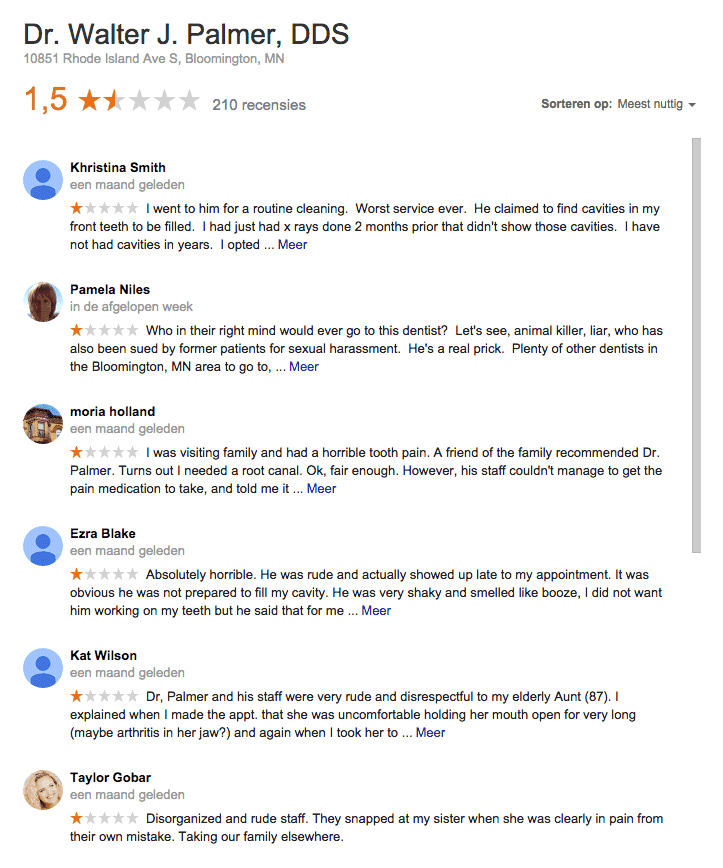 Dr. Walter J. Palmer, DDS
10851 Rhode Island Ave S, Bloomington, MN
1,5 210 recensies
Sorteren op: Meest nuttig
Khristina Smith
een maand geleden
I went to him for a routine cleaning. Worst service ever. He claimed to find cavities in my
front teeth to be filled. I had just had x rays done 2 months prior that didn't show those cavities. I have
not had cavities in years. I opted ... Meer
Pamela Niles
in de afgelopen week
Who in their right mind would ever go to this dentist? Let's see, animal killer, liar, who has
also been sued by former patients for sexual harassment. He's a real prick. Plenty of other dentists in
the Bloomington, MN area to go to, ... Meer
moria holland
een maand geleden
I was visiting family and had a horrible tooth pain. A friend of the family recommended Dr.
Palmer. Turns out I needed a root canal. Ok, fair enough. However, his staff couldn't manage to get the
pain medication to take, and told me it ... Meer
Ezra Blake
een maand geleden
Absolutely horrible. He was rude and actually showed up late to my appointment. It was
obvious he was not prepared to fill my cavity. He was very shaky and smelled like booze, I did not want
him working on my teeth but he said that for me ... Meer
Kat Wilson
een maand geleden
Dr, Palmer and his staff were very rude and disrespectful to my elderly Aunt (87). I
explained when I made the appt. that she was uncomfortable holding her mouth open for very long
(maybe arthritis in her jaw?) and again when I took her to ... Meer
Taylor Gobar
een maand geleden
Disorganized and rude staff. They snapped at my sister when she was clearly in pain from
their own mistake. Taking our family elsewhere.